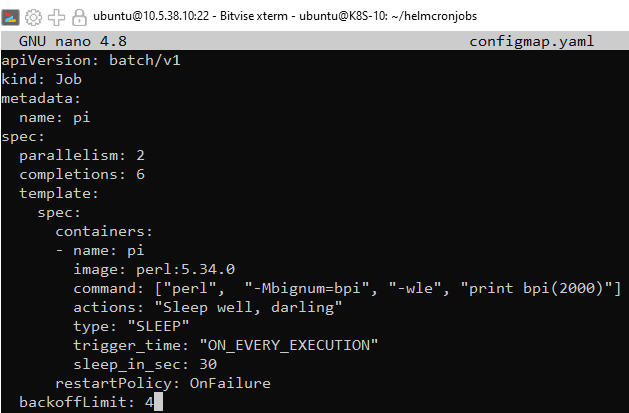 ubuntu@10.5.38.10:22 - Bitvise xterm - ubuntu@K8S-10: ~/helmcronjobs
GNU nano 4.8 configmap.yaml
apiVersion: batch/v1
kind: Job
metadata:
  name: pi
spec:
  parallelism: 2
  completions: 6
  template:
    spec:
      containers:
      - name: pi
        image: perl:5.34.0
        command: ["perl",  "-Mbignum=bpi", "-wle", "print bpi(2000)"]
        actions: "Sleep well, darling"
        type: "SLEEP"
        trigger_time: "ON_EVERY_EXECUTION"
        sleep_in_sec: 30
      restartPolicy: OnFailure
  backoffLimit: 4